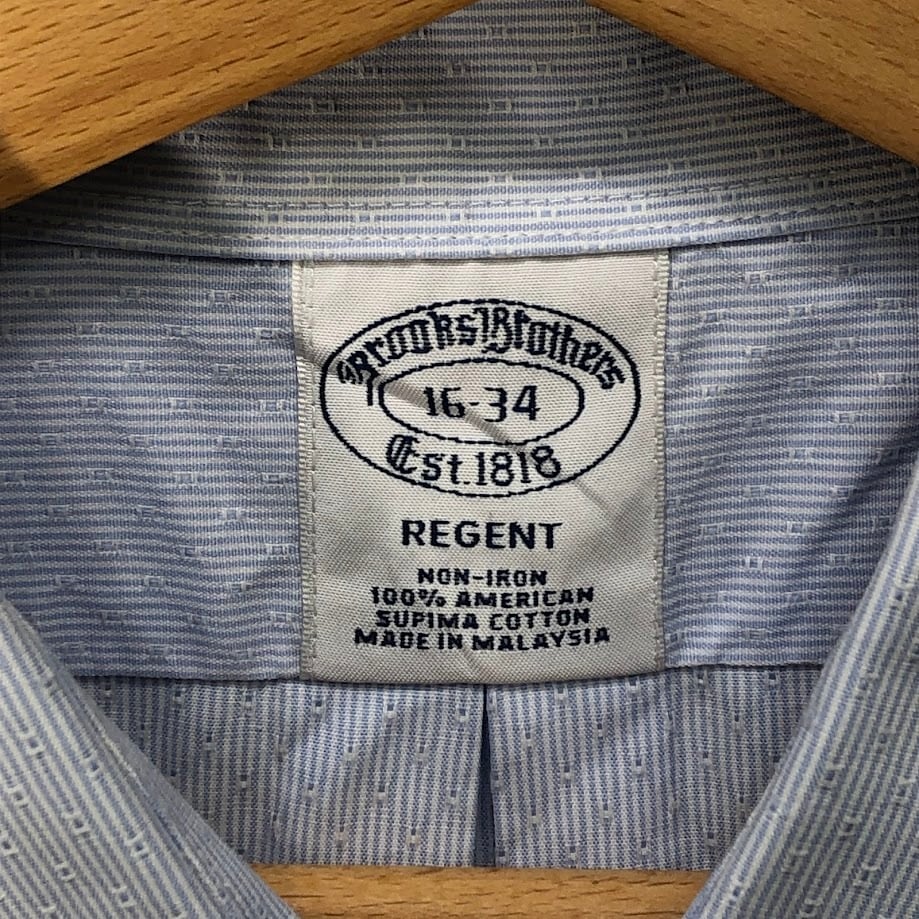 Brooks Brothers
16-34
Est. 1818
REGENT
NON-IRON
100% AMERICAN
SUPIMA COTTON
MADE IN MALAYSIA